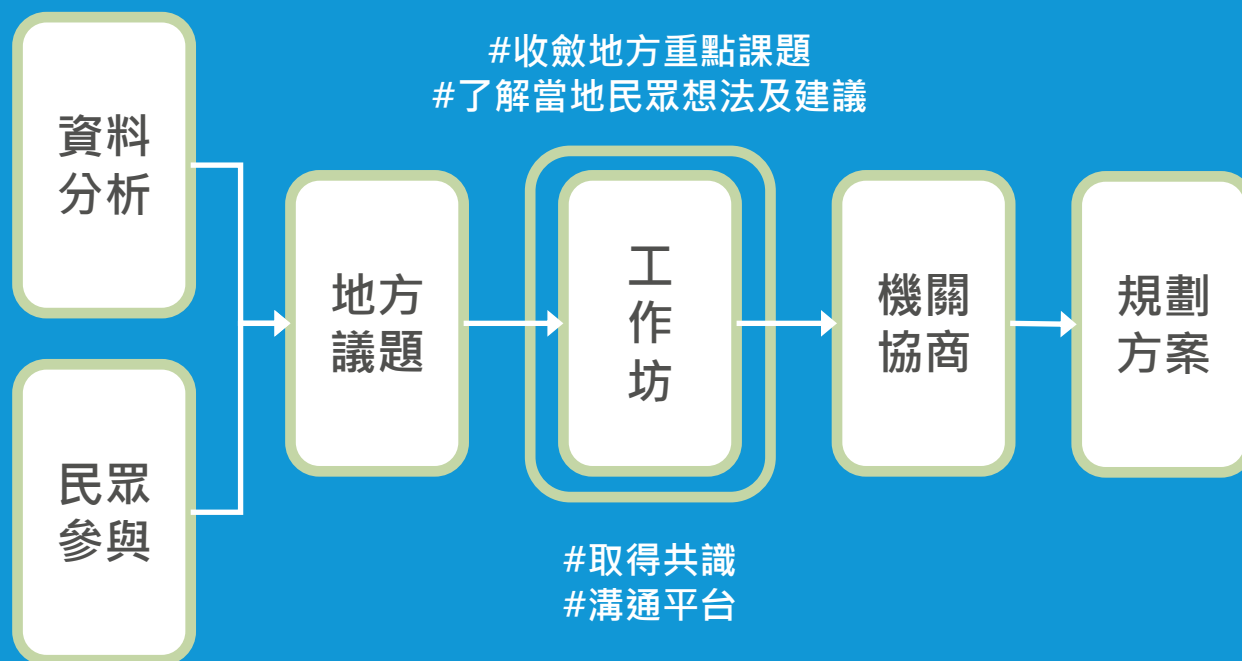 #收斂地方重點課題
#了解當地民眾想法及建議
資料
分析
民眾
參與
地方
議題
工
作
坊
機關
協商
規劃
方案
#取得共識
#溝通平台